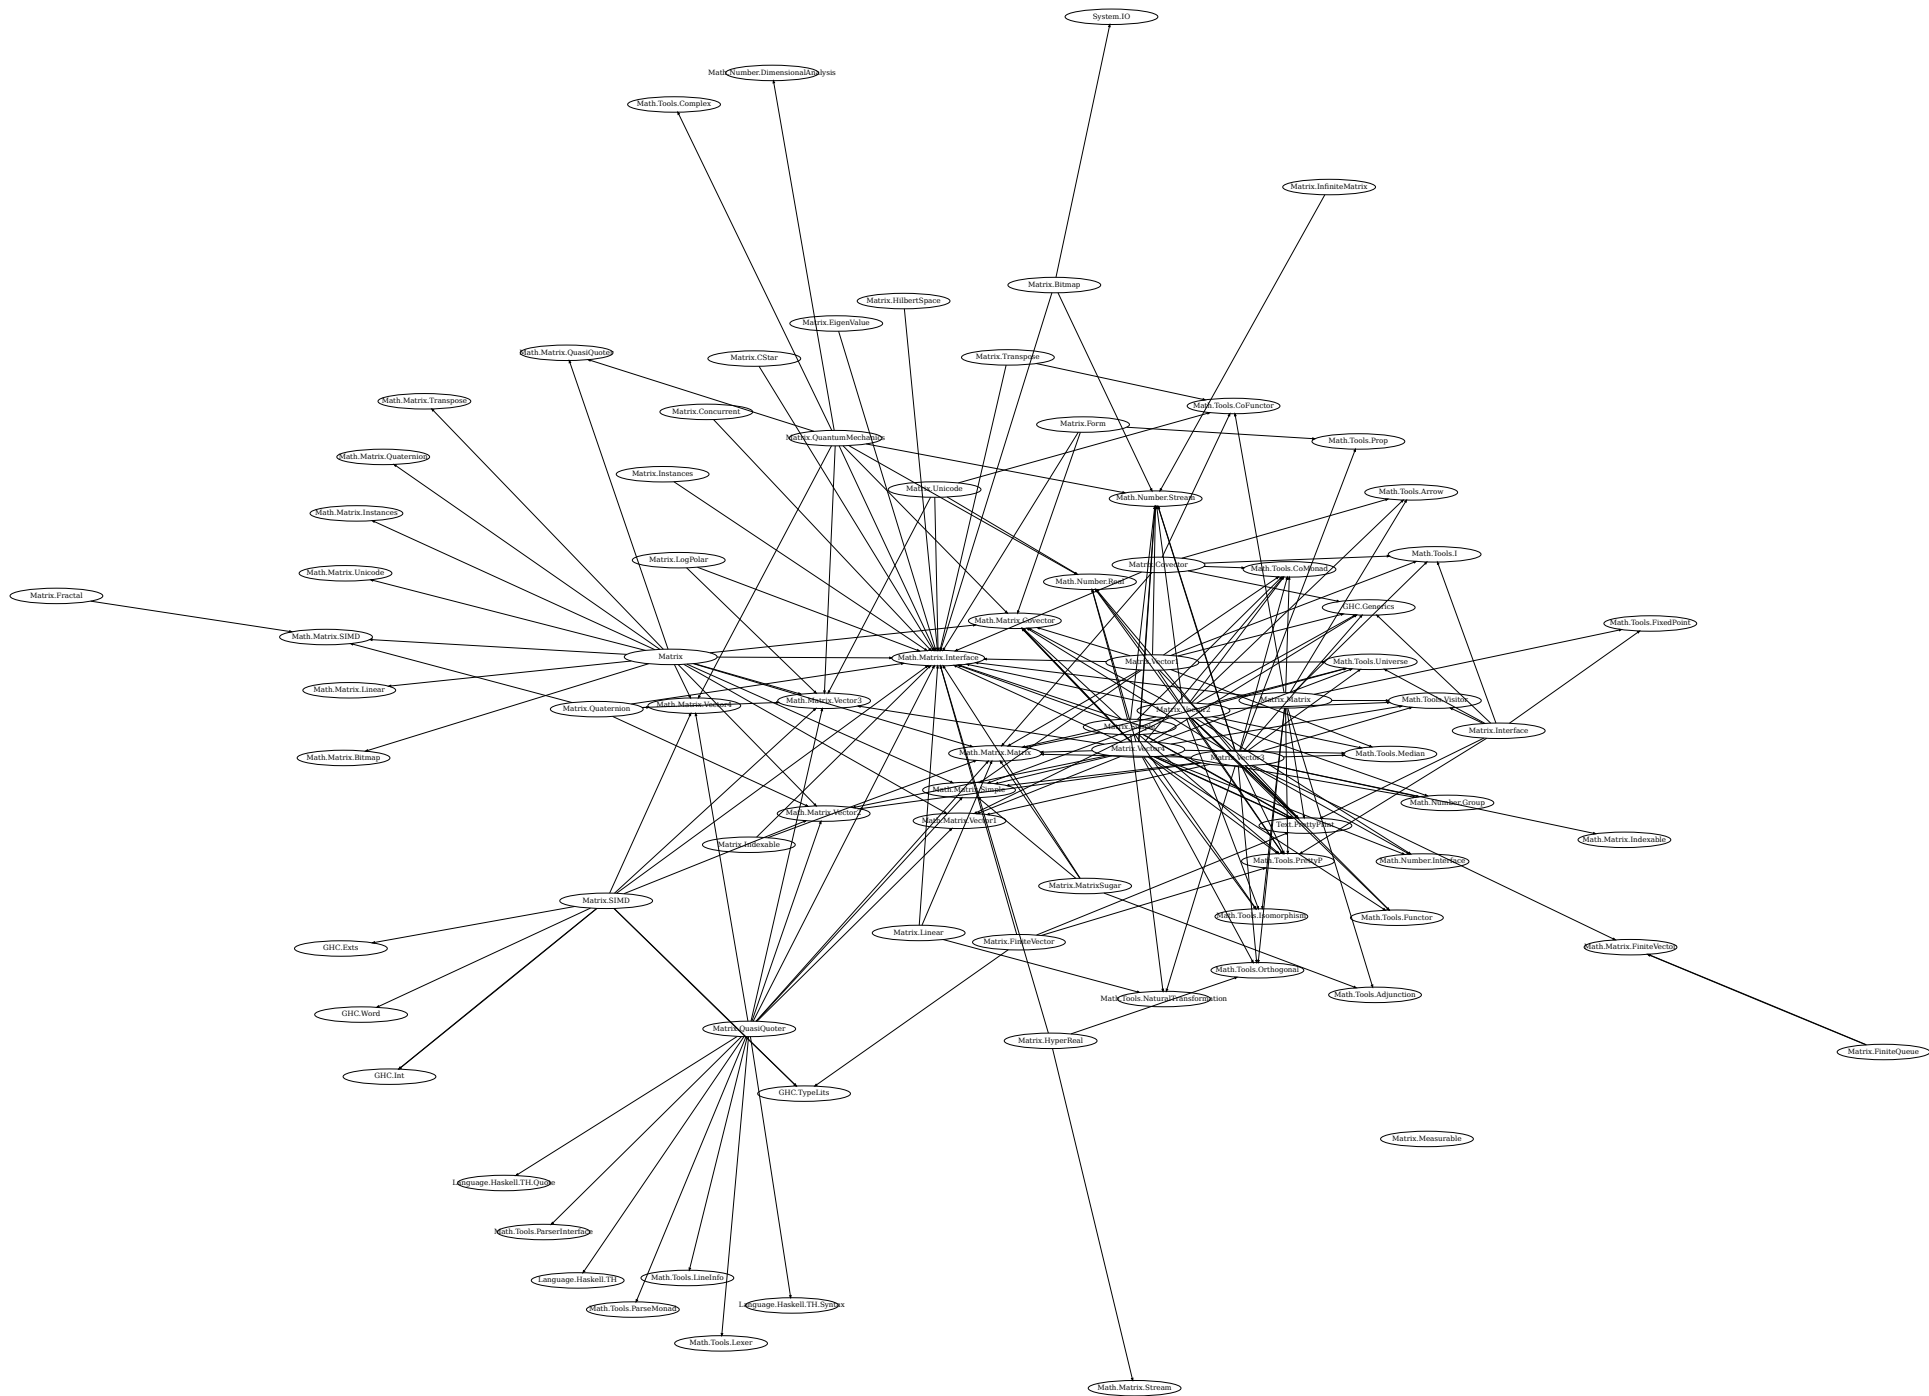 System.IO
Math.Number.DimensionalAnalysis
Math.Tools.Complex
Matrix.InfiniteMatrix
Matrix.Bitmap
Matrix.HilbertSpace
Matrix.EigenValue
Math.Matrix.QuasiQuoter
Matrix.CStar
Matrix.Transpose
Math.Matrix.Transpose
Math.Tools.CoFunctor
Matrix.Concurrent
Matrix.Form
Matrix.QuantumMechanics
Math.Tools.Prop
Math.Matrix.Quaternion
Matrix.Instances
Matrix.Unicode
Math.Tools.Arrow
Math.Number.Stream
Math.Matrix.Instances
Math.Tools.I
Matrix.LogPolar
Matrix.Covector
Math.Tools.CoMonad
Math.Matrix.Unicode
Math.Number.Real
Matrix.Fractal
GHC.Generics
Math.Matrix.Covector
Math.Tools.FixedPoint
Math.Matrix.SIMD
Matrix
Math.Matrix.Interface
Matrix.Vector1
Math.Tools.Universe
Math.Matrix.Linear
Math.Matrix.Vector3
Matrix.Matrix
Math.Tools.Visitor
Math.Matrix.Vector4
Matrix.Quaternion
Matrix.Vector2
Matrix.Simple
Matrix.Interface
Matrix.Vector4
Math.Matrix.Matrix
Math.Tools.Median
Math.Matrix.Bitmap
Matrix.Vector3
Math.Matrix.Simple
Math.Number.Group
Math.Matrix.Vector2
Math.Matrix.Vector1
Text.PrettyPrint
Math.Matrix.Indexable
Matrix.Indexable
Math.Tools.PrettyP
Math.Number.Interface
Matrix.MatrixSugar
Matrix.SIMD
Math.Tools.Isomorphism
Math.Tools.Functor
Matrix.Linear
Matrix.FiniteVector
GHC.Exts
Math.Matrix.FiniteVector
Math.Tools.Orthogonal
Math.Tools.Adjunction
Math.Tools.NaturalTransformation
GHC.Word
Matrix.QuasiQuoter
Matrix.HyperReal
Matrix.FiniteQueue
GHC.Int
GHC.TypeLits
Matrix.Measurable
Language.Haskell.TH.Quote
Math.Tools.ParserInterface
Math.Tools.LineInfo
Language.Haskell.TH
Language.Haskell.TH.Syntax
Math.Tools.ParseMonad
Math.Tools.Lexer
Math.Matrix.Stream